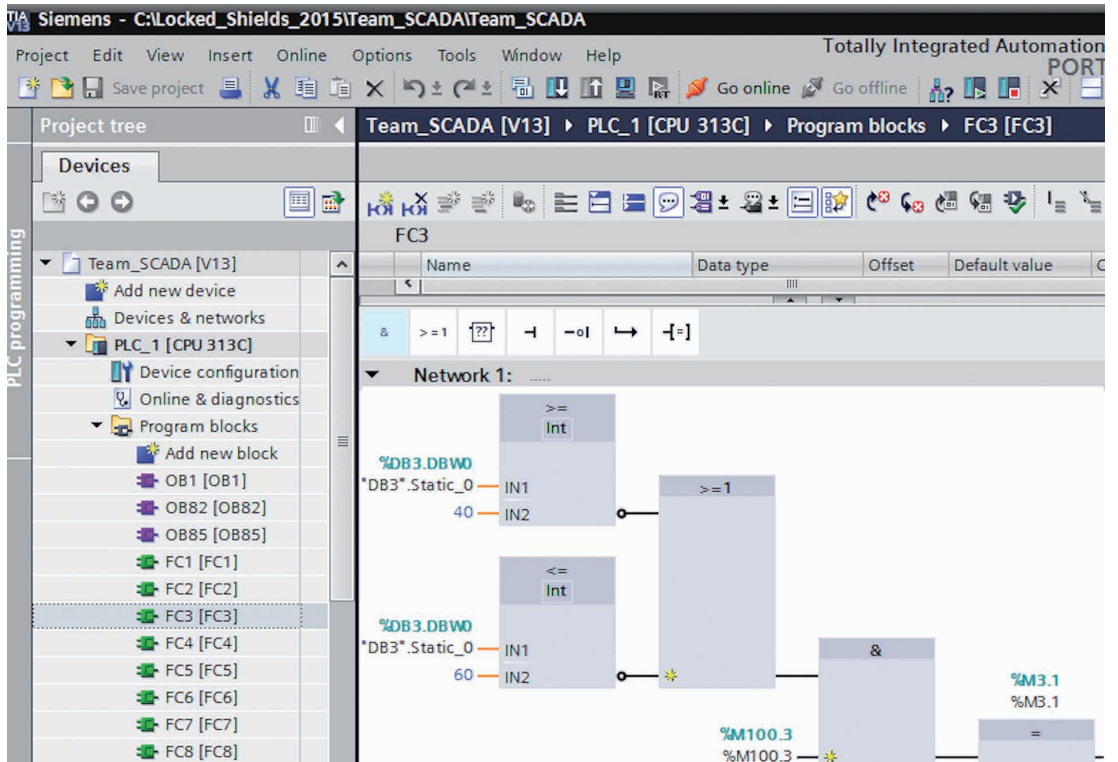 TIA V13 Siemens - C:\Locked_Shields_2015\Team_SCADA\Team_SCADA
Project Edit View Insert Online Options Tools Window Help
Totally Integrated Automation
PORT
Save project
Go online
Go offline
PLC programming
Project tree
Devices
Team_SCADA [V13]
Add new device
Devices & networks
PLC_1 [CPU 313C]
Device configuration
Online & diagnostics
Program blocks
Add new block
OB1 [OB1]
OB82 [OB82]
OB85 [OB85]
FC1 [FC1]
FC2 [FC2]
FC3 [FC3]
FC4 [FC4]
FC5 [FC5]
FC6 [FC6]
FC7 [FC7]
FC8 [FC8]
Team_SCADA [V13] PLC_1 [CPU 313C] Program blocks FC3 [FC3]
FC3
Name Data type Offset Default value C
& >=1 ?? -[=]
Network 1: .....
>=
Int
%DB3.DBW0
"DB3".Static_0 IN1
40 IN2
>=1
<=
Int
%DB3.DBW0
"DB3".Static_0 IN1
60 IN2
&
%M3.1
%M3.1
=
%M100.3
%M100.3